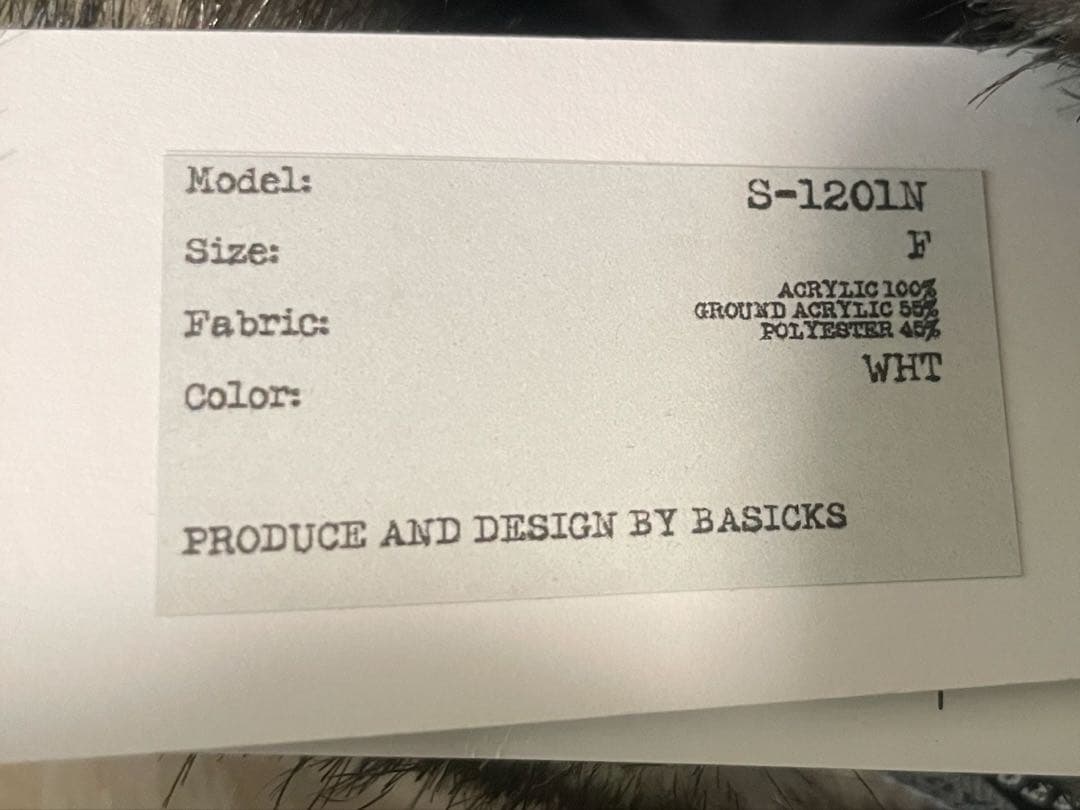 Model: S-1201N
Size: F
Fabric: ACRYLIC 100%
GROUND ACRYLIC 55%
POLYESTER 45%
Color: WHT
PRODUCE AND DESIGN BY BASICKS